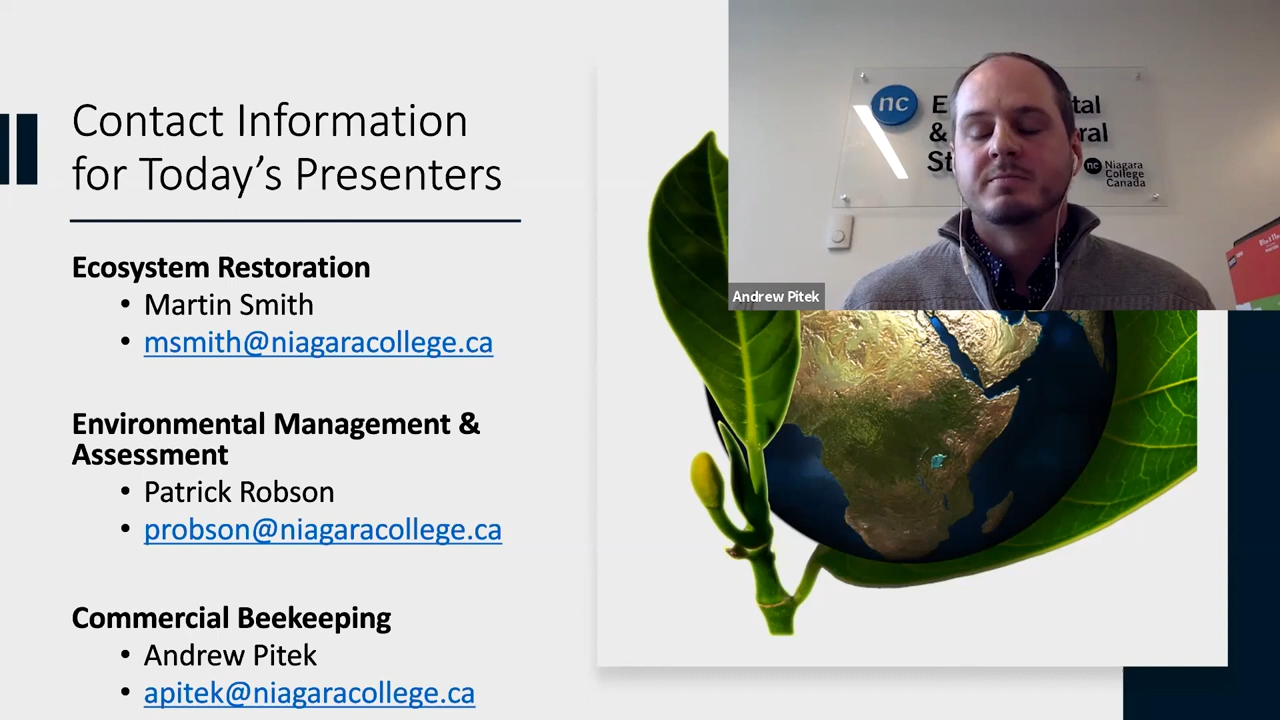 Contact Information
for Today's Presenters
Ecosystem Restoration
• Martin Smith
• msmith@niagaracollege.ca
Environmental Management &
Assessment
• Patrick Robson
• probson@niagaracollege.ca
Commercial Beekeeping
• Andrew Pitek
• apitek@niagaracollege.ca
nc
&
nc Niagara
College
Canada
Andrew Pitek